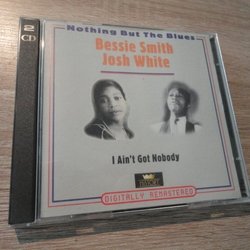 2
CD
Nothing But The Blues
Bessie Smith
Josh White
I Ain't Got Nobody
DIGITALLY REMASTERED